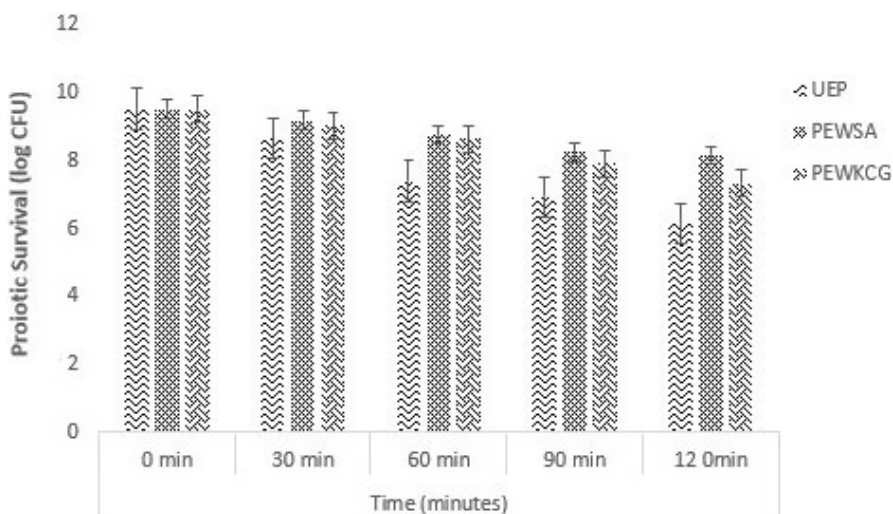 12
10
8
6
4
2
0
Proiotic Survival (log CFU)
0 min
30 min
60 min
90 min
12 0min
Time (minutes)
UEP
PEWSA
PEWKCG